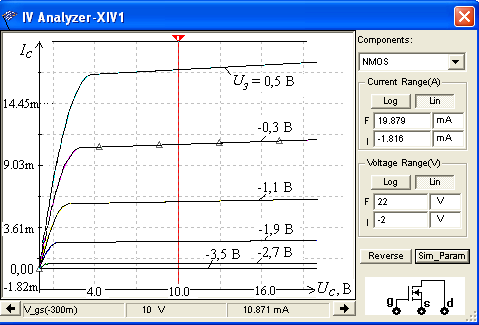 IV Analyzer-XIV1
I_C
U_З = 0,5 В
14.45m
-0,3 В
9.03m
-1,1 В
3.61m
-1,9 В
-3,5 В
-2,7 В
0,00
-1.82m
4.0
10.0
16.0
U_C, В
V_gs(-300m)
10 V
10.871 mA
Components:
NMOS
Current Range(A)
Log
Lin
F 19.879 mA
I -1.816 mA
Voltage Range(V)
Log
Lin
F 22 V
I -2 V
Reverse
Sim_Param
g
s
d